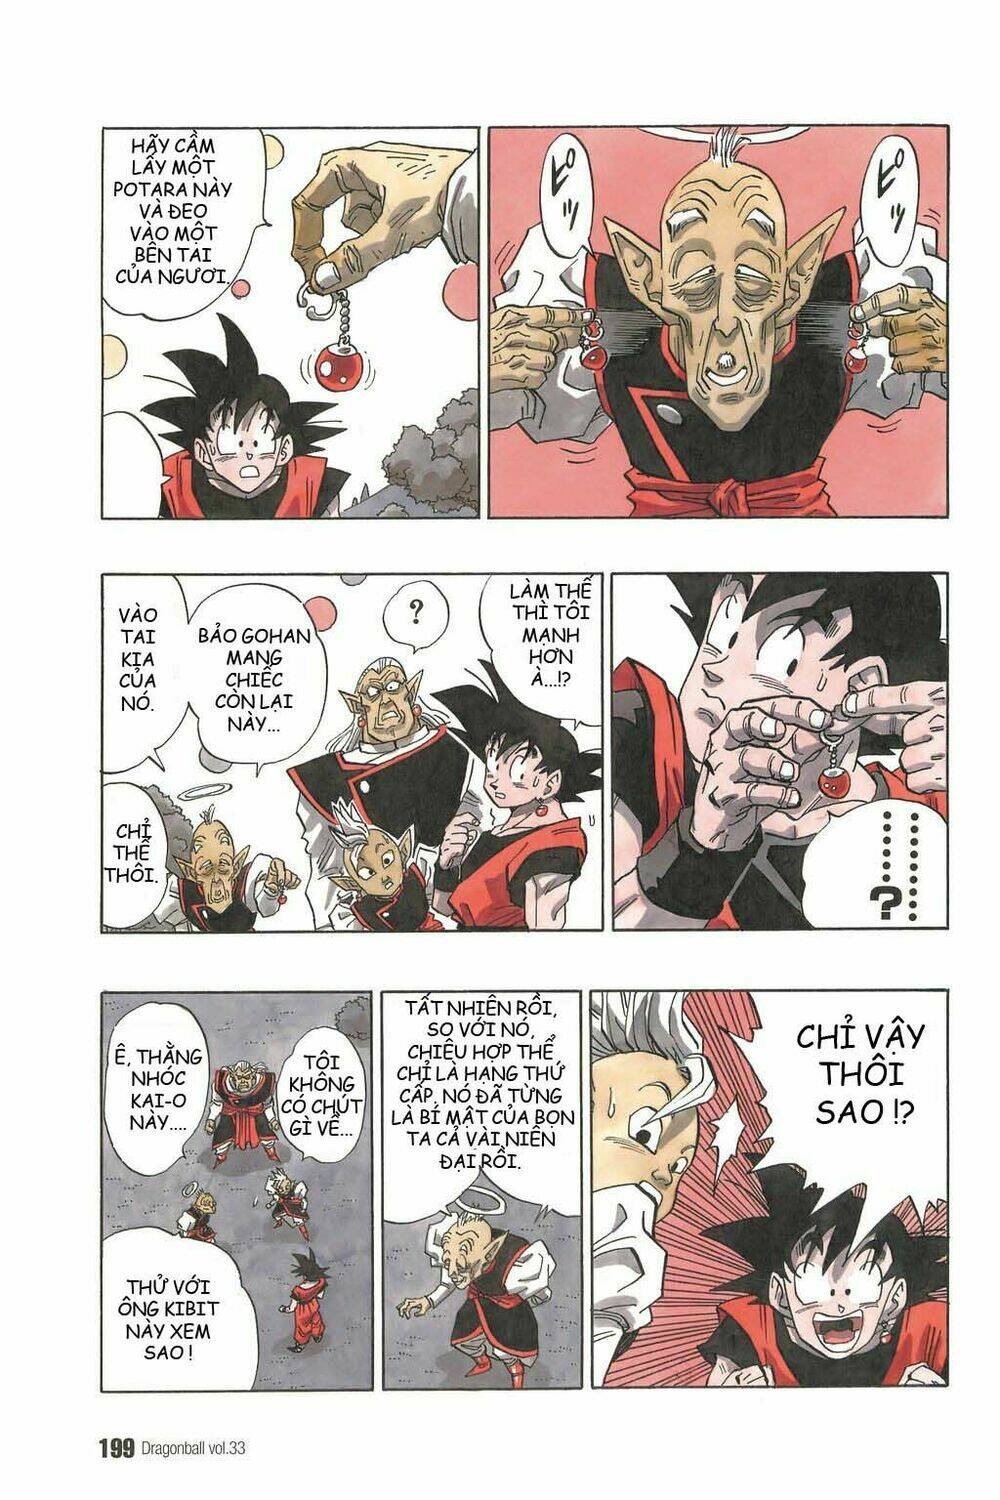 ピッ
ピッ
HÃY CẦM
LẤY MỘT
POTARA NÀY
VÀ ĐEO
VÀO MỘT
BÊN TAI
CỦA NGƯƠI.
.........?
LÀM THẾ
THÌ TÔI
MẠNH
HƠN
À...!?
?
BẢO GOHAN
MANG
CHIẾC
CÒN LẠI
NÀY...
VÀO
TAI
KIA
CỦA
NÓ.
CHỈ
THẾ
THÔI.
CHỈ VẬY
THÔI
SAO !?
TẤT NHIÊN RỒI,
SO VỚI NÓ,
CHIÊU HỢP THỂ
CHỈ LÀ HẠNG THỨ
CẤP, NÓ ĐÃ TỪNG
LÀ BÍ MẬT CỦA BỌN
TA CẢ VÀI NIÊN
ĐẠI RỒI.
TÔI
KHÔNG
CÓ CHÚT
GÌ VỀ...
Ê, THẰNG
NHÓC
KAI-O
NÀY....
THỬ VỚI
ÔNG KIBIT
NÀY XEM
SAO !
199 Dragonball vol.33